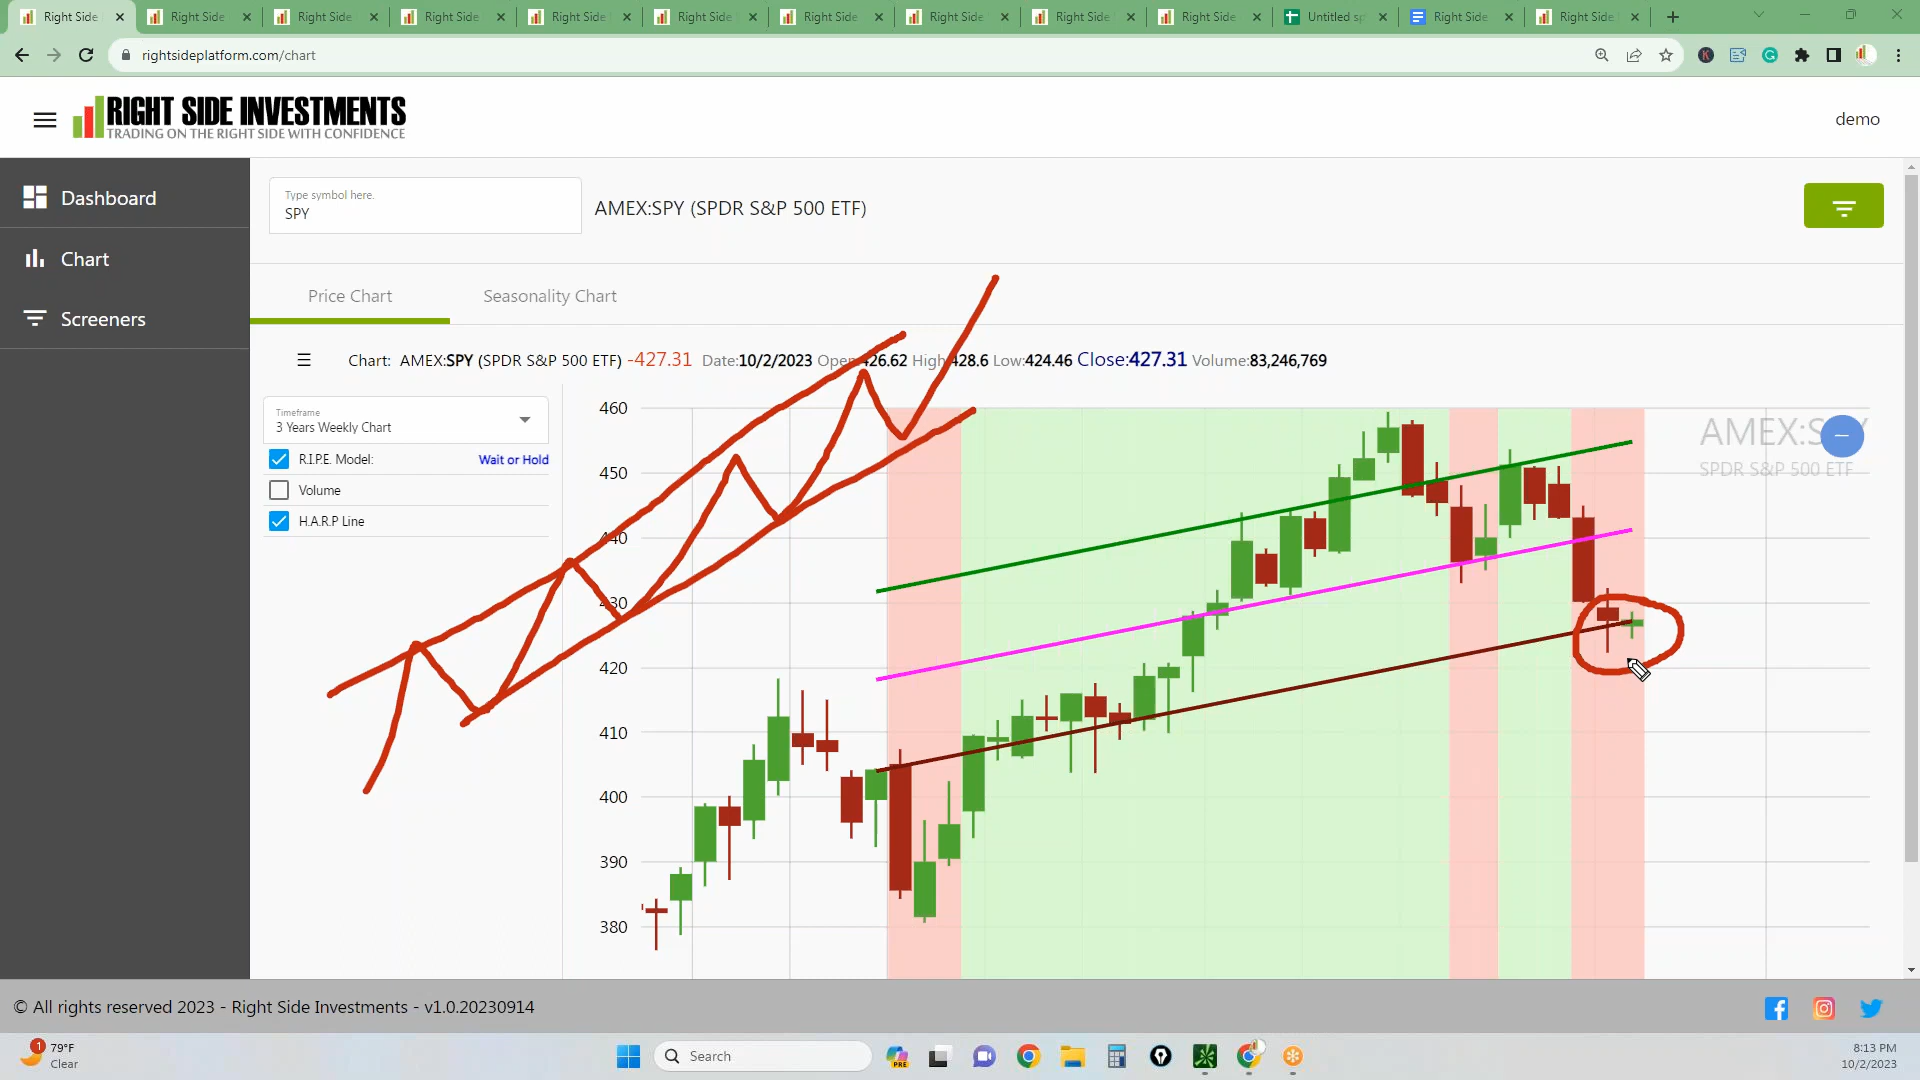 Right Side
Right Side
Right Side
Right Side
Right Side
Right Side
Right Side
Right Side
Right Side
Right Side
Untitled sp
Right Side
Right Side
rightsideplatform.com/chart
RIGHT SIDE INVESTMENTS
TRADING ON THE RIGHT SIDE WITH CONFIDENCE
demo
Dashboard
Chart
Screeners
Type symbol here.
SPY
AMEX:SPY (SPDR S&P 500 ETF)
Price Chart
Seasonality Chart
Chart: AMEX:SPY (SPDR S&P 500 ETF) -427.31 Date:10/2/2023 Open:426.62 High:428.6 Low:424.46 Close:427.31 Volume:83,246,769
Timeframe
3 Years Weekly Chart
R.I.P.E. Model: Wait or Hold
Volume
H.A.R.P Line
460
450
440
430
420
410
400
390
380
AMEX:S
SPDR S&P 500 ETF
© All rights reserved 2023 - Right Side Investments - v1.0.20230914
1
79°F
Clear
Search
PRE
8:13 PM
10/2/2023